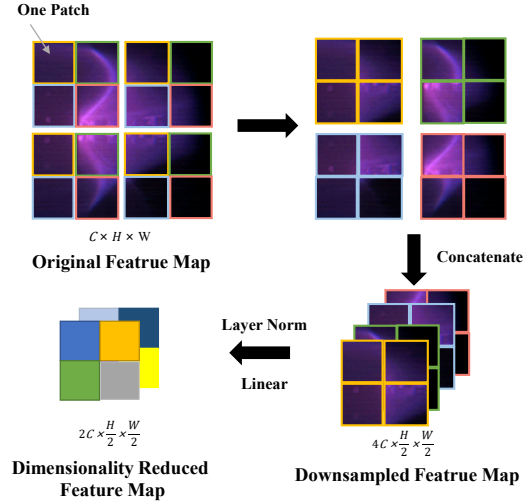 One Patch
C × H × W
Original Featrue Map
Concatenate
Layer Norm
Linear
2C × H/2 × W/2
4C × H/2 × W/2
Dimensionality Reduced
Feature Map
Downsampled Featrue Map